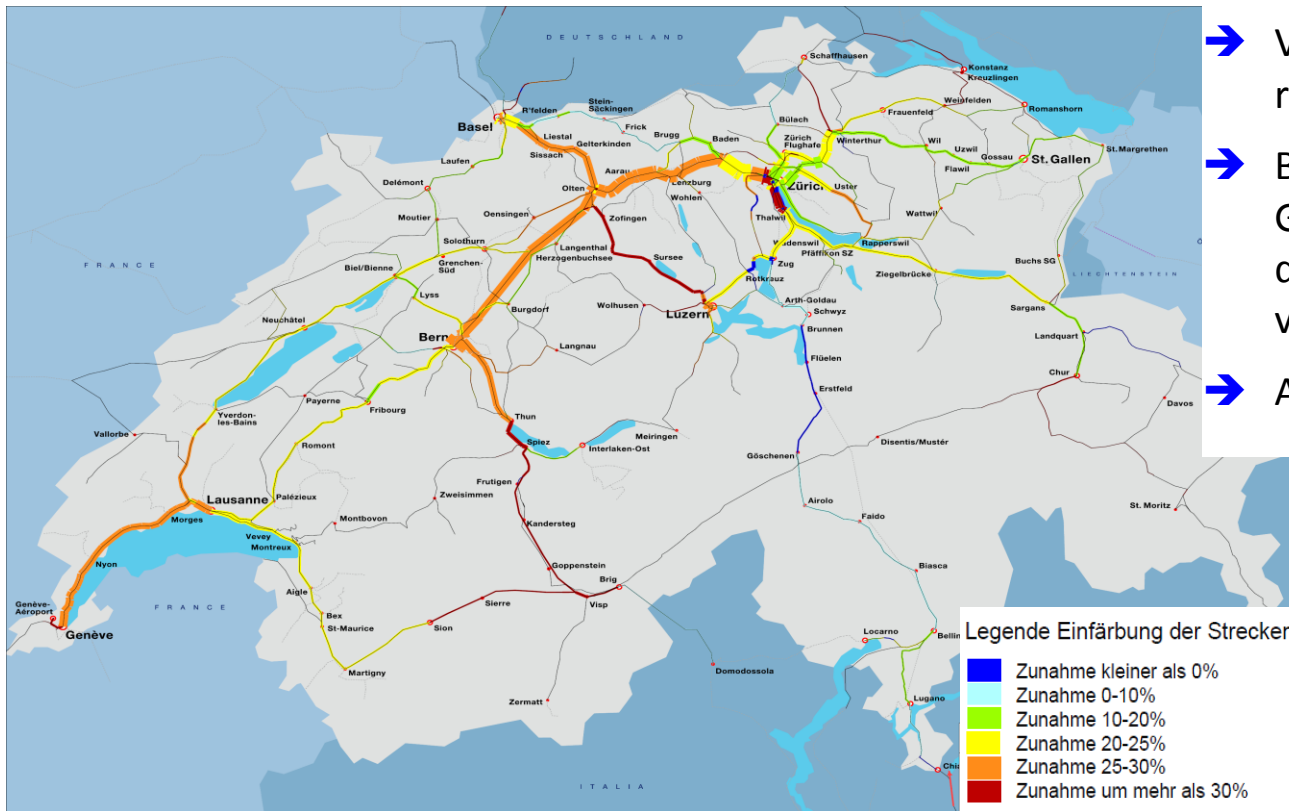 DEUTSCHLAND
Schaffhausen
Konstanz
Kreuzlingen
Romanshorn
Weinfelden
Frauenfeld
Bülach
R'felden
Stein-
Säckingen
Basel
Liestal
Frick
Brugg
Baden
Zürich
Flughafe
Winterthur
Wil
Uzwil
Gossau
St. Gallen
St. Margrethen
Gelterkinden
Sissach
Flawil
Laufen
Aarau
Lenzburg
Zürich
Uster
Delémont
Olten
Wohlen
Wattwil
Oensingen
Zofingen
Thalwil
Moutier
Rapperswil
Solothurn
Langenthal
Herzogenbuchsee
Wädenswil
Pfäffikon SZ
Grenchen-
Süd
Sursee
Zug
Ziegelbrücke
Buchs SG
LIECHTENSTEIN
FRANCE
Biel/Bienne
Rotkreuz
Lyss
Burgdorf
Wolhusen
Luzern
Arth-Goldau
Schwyz
Sargans
Neuchâtel
Brunnen
Landquart
Bern
Langnau
Flüelen
Chur
Erstfeld
Davos
Payerne
Fribourg
Yverdon-
les-Bains
Thun
Meiringen
Vallorbe
Romont
Spiez
Interlaken-Ost
Disentis/Mustér
Göschenen
Frutigen
Lausanne
Palézieux
Zweisimmen
Airolo
St. Moritz
Morges
Montbovon
Kandersteg
Faido
Vevey
Montreux
Nyon
Goppenstein
Brig
Biasca
Aigle
Sierre
Visp
Genève-
Aéroport
FRANCE
Bex
St-Maurice
Sion
Genève
Locarno
Bellin
Martigny
Domodossola
Zermatt
Lugano
Chia
ITALIA
V
r
B
G
d
v
A
Legende Einfärbung der Strecken
Zunahme kleiner als 0%
Zunahme 0-10%
Zunahme 10-20%
Zunahme 20-25%
Zunahme 25-30%
Zunahme um mehr als 30%